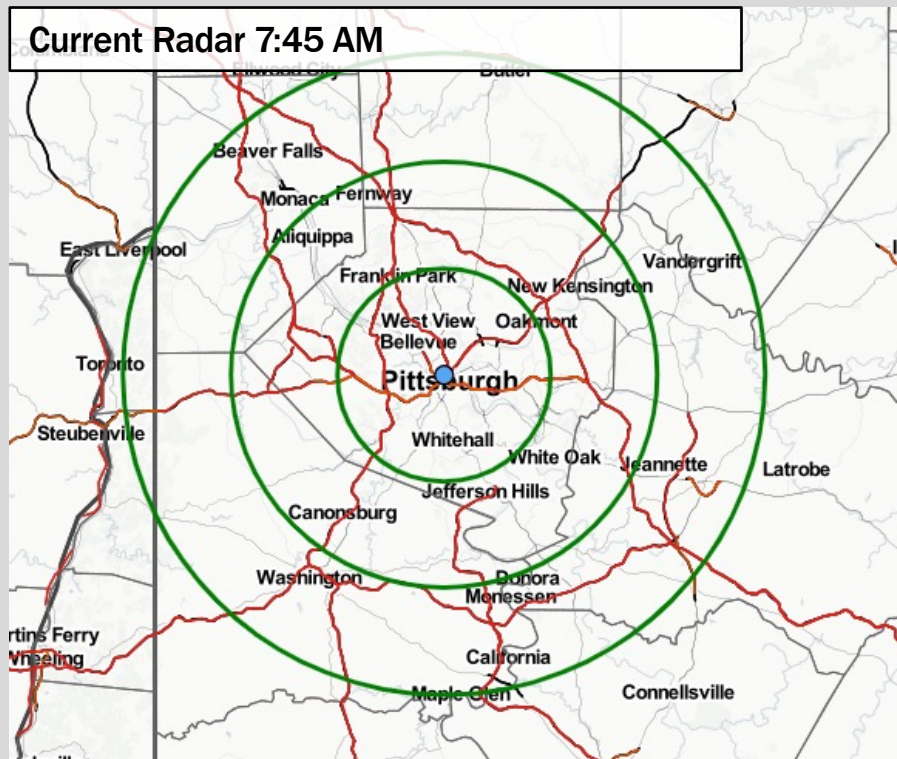 Current Radar 7:45 AM
Ellwood City
Butler
Beaver Falls
Monaca
Fernway
Aliquippa
East Liverpool
Vandergrift
Franklin Park
New Kensington
West View
Oakmont
Bellevue
Toronto
Pittsburgh
Steubenville
Whitehall
White Oak
Jeannette
Latrobe
Jefferson Hills
Canonsburg
Washington
Donora
Monessen
rtins Ferry
Wheeling
California
Maple Glen
Connellsville